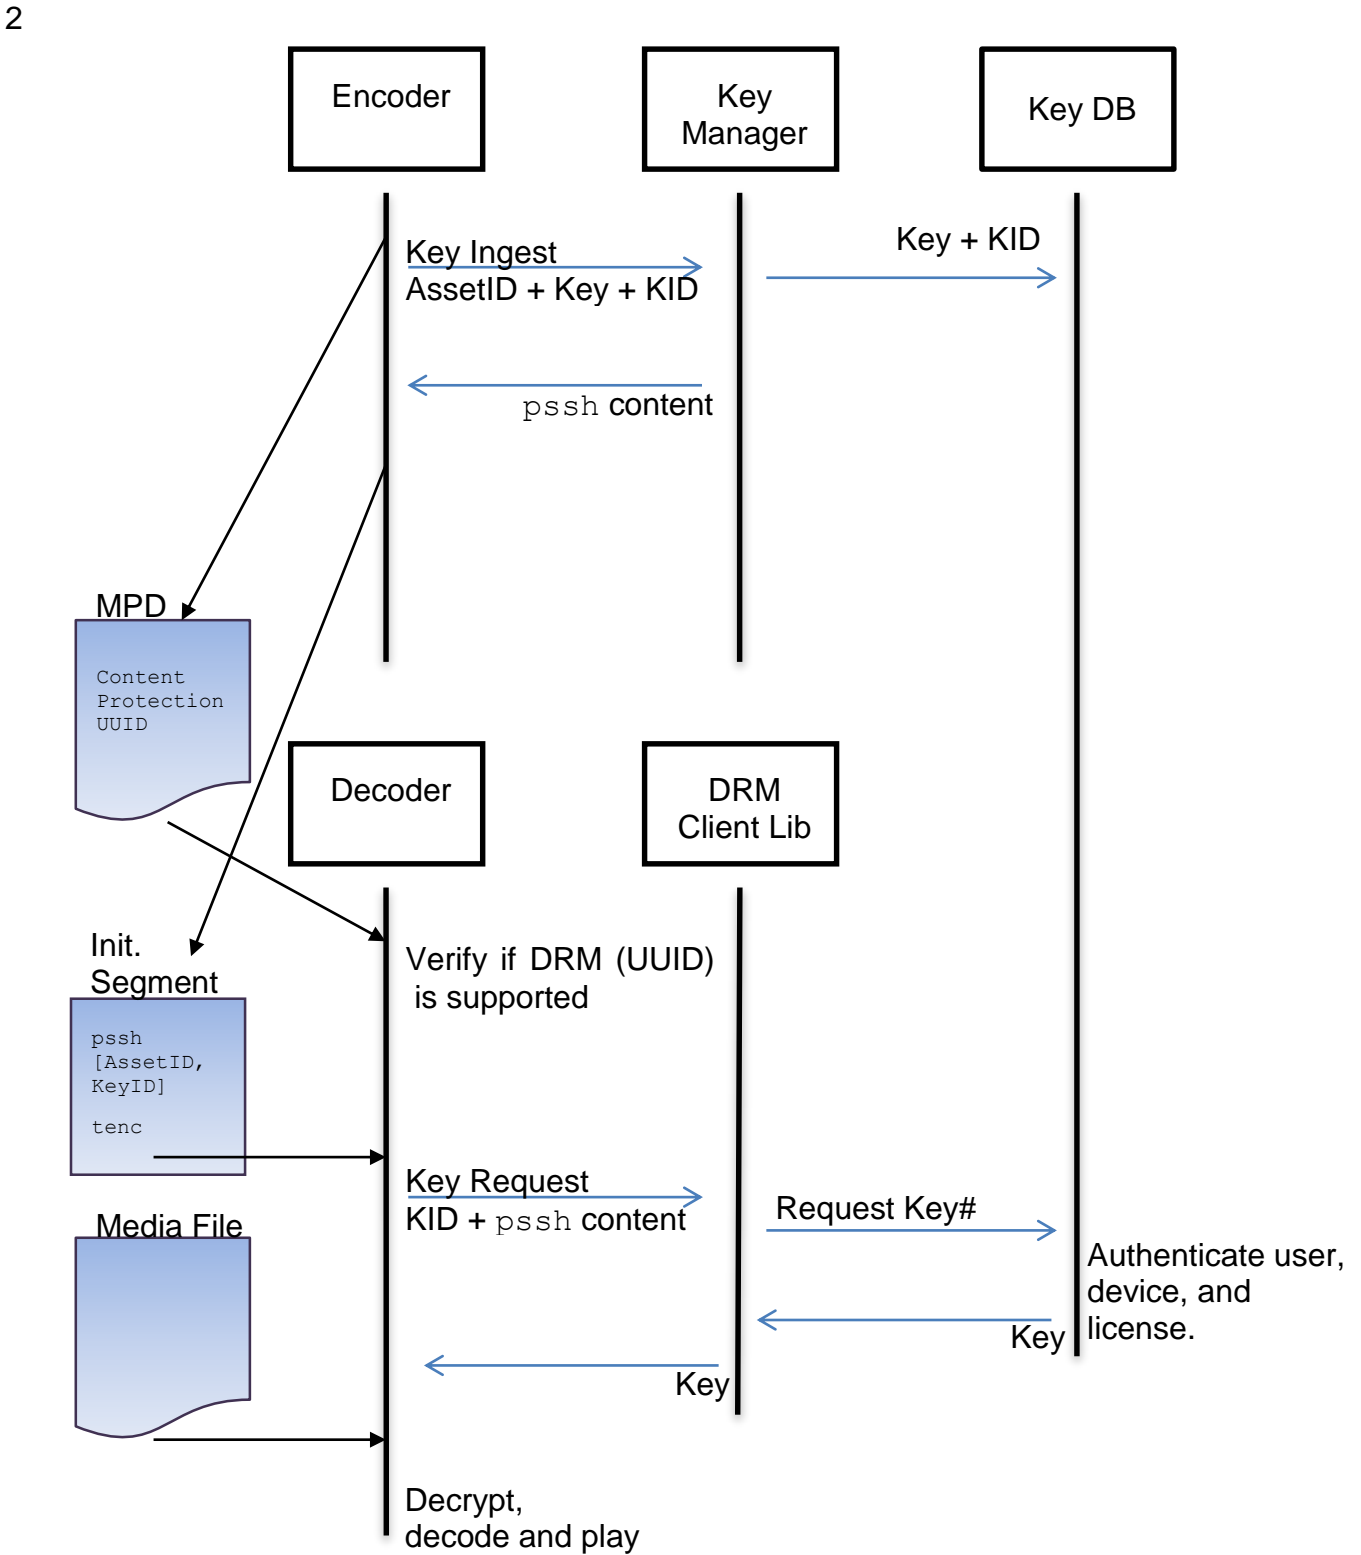 2
Encoder
Key
Manager
Key DB
Key + KID
Key Ingest
AssetID + Key + KID
pssh content
MPD
Content
Protection
UUID
Decoder
DRM
Client Lib
Init.
Segment
Verify if DRM (UUID)
is supported
pssh
[AssetID,
KeyID]
tenc
Key Request
KID + pssh content
Request Key#
Media File
Authenticate user,
device, and
license.
Key
Key
Decrypt,
decode and play